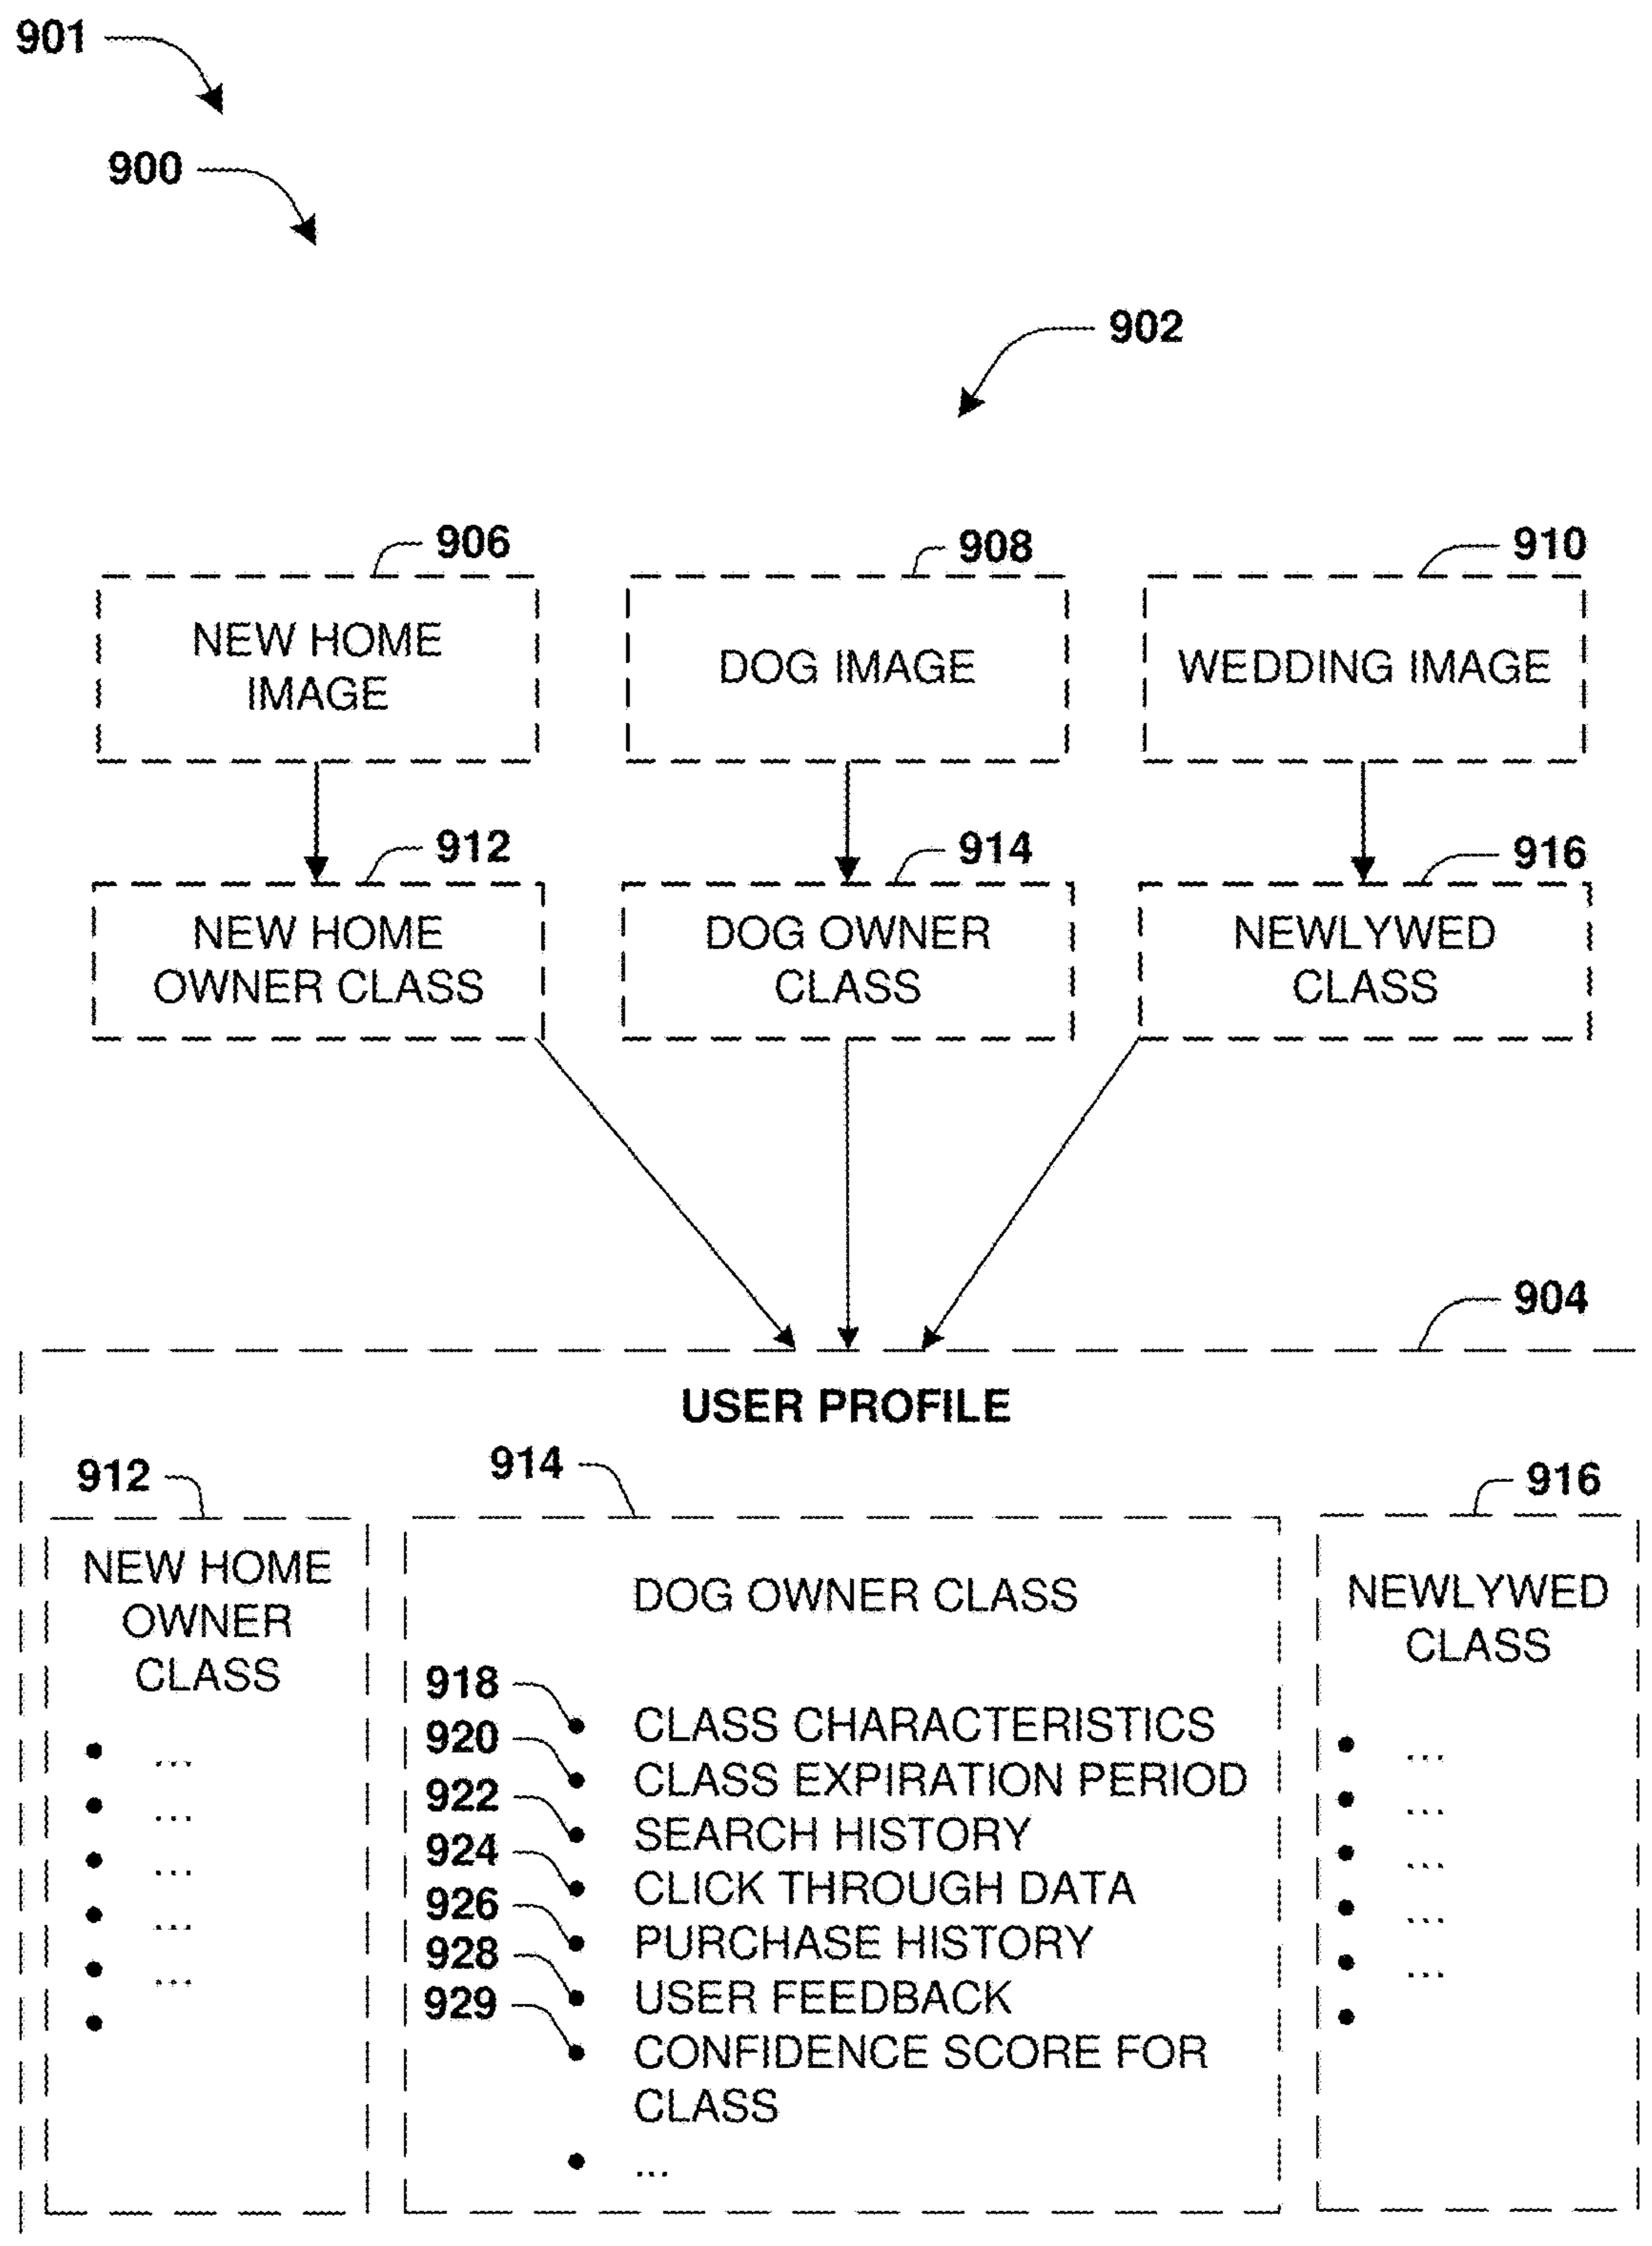 901
900
902
906
908
910
NEW HOME
IMAGE
DOG IMAGE
WEDDING IMAGE
912
914
916
NEW HOME
OWNER CLASS
DOG OWNER
CLASS
NEWLYWED
CLASS
904
USER PROFILE
912
914
916
NEW HOME
OWNER
CLASS
• ...
• ...
• ...
• ...
• ...
•
DOG OWNER CLASS
918 • CLASS CHARACTERISTICS
920 • CLASS EXPIRATION PERIOD
922 • SEARCH HISTORY
924 • CLICK THROUGH DATA
926 • PURCHASE HISTORY
928 • USER FEEDBACK
929 • CONFIDENCE SCORE FOR
CLASS
• ...
NEWLYWED
CLASS
• ...
• ...
• ...
• ...
• ...
•